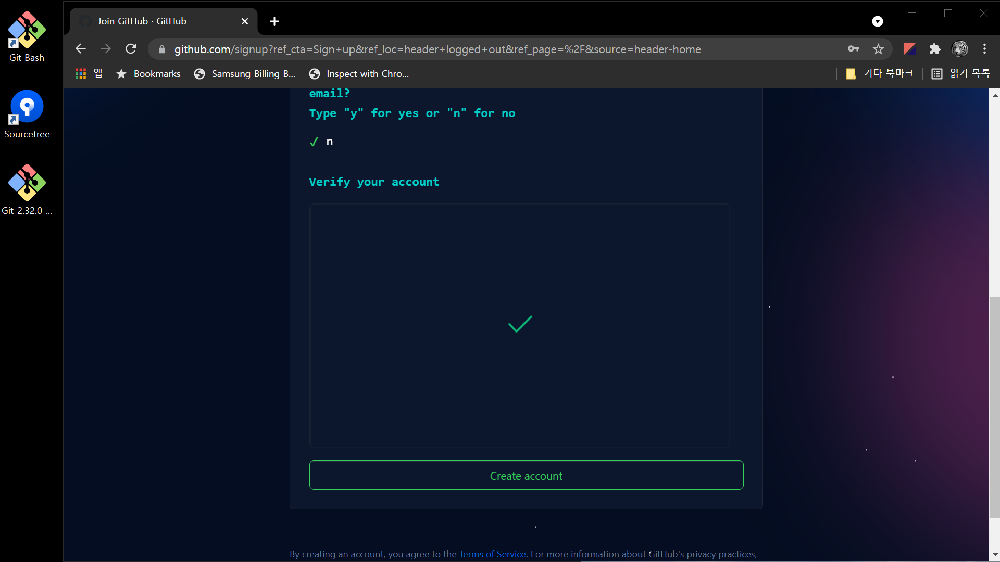 Git Bash
Sourcetree
Git-2.32.0-...
Join GitHub · GitHub
github.com/signup?ref_cta=Sign+up&ref_loc=header+logged+out&ref_page=%2F&source=header-home
앱 Bookmarks Samsung Billing B... Inspect with Chro... 기타 북마크 읽기 목록
email?
Type "y" for yes or "n" for no
✓ n
Verify your account
Create account
By creating an account, you agree to the Terms of Service. For more information about GitHub's privacy practices,